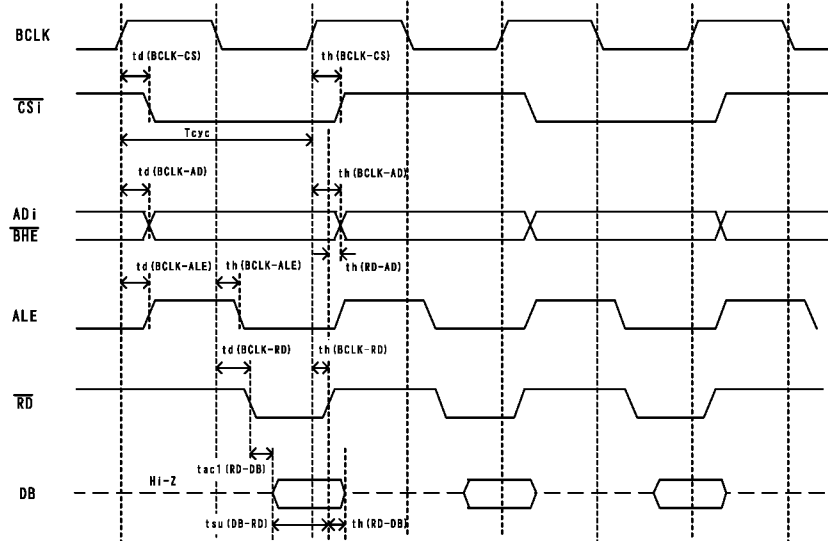 BCLK
td(BCLK-CS) th(BCLK-CS)
CSi
Tcyc
td(BCLK-AD) th(BCLK-AD)
ADi
BHE
th(RD-AD)
td(BCLK-ALE) th(BCLK-ALE)
ALE
td(BCLK-RD) th(BCLK-RD)
RD
tac1(RD-DB)
Hi-Z
DB
tsu(DB-RD) th(RD-DB)